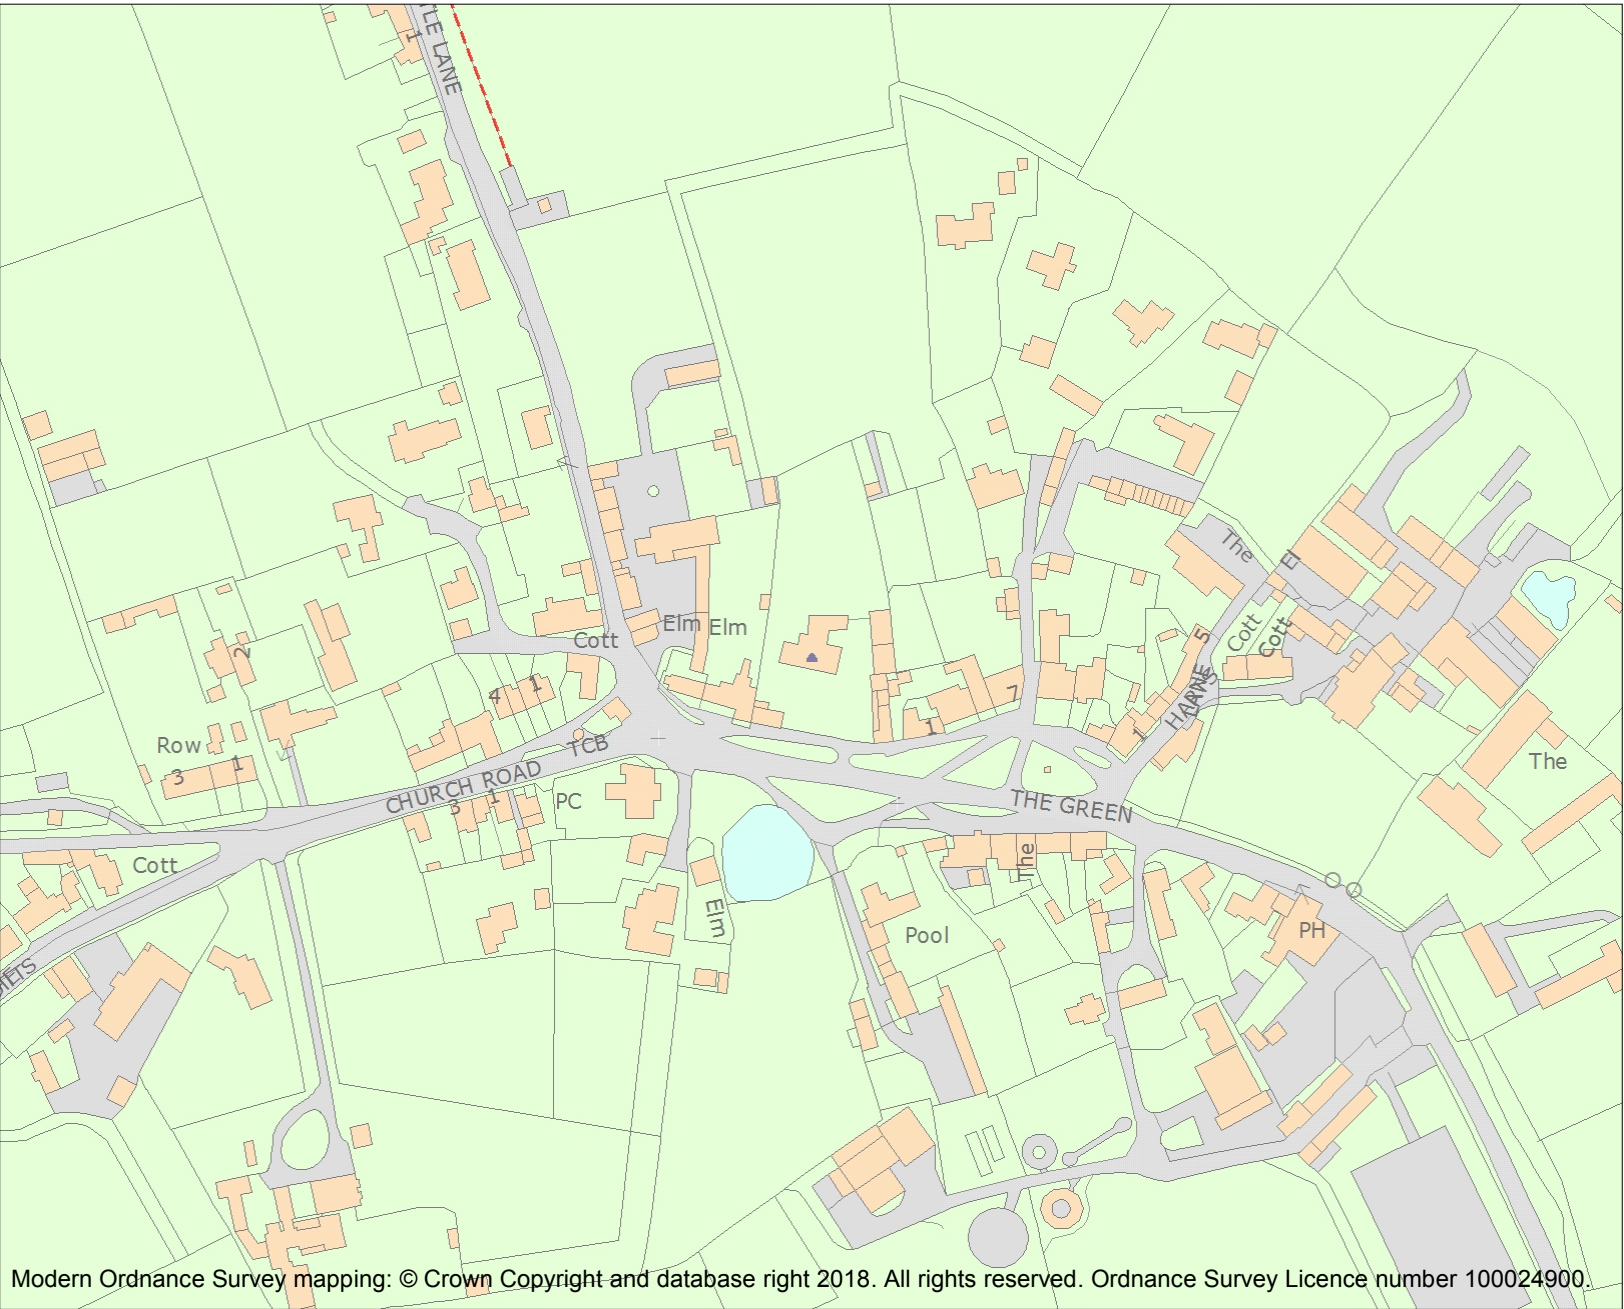 TLE LANE
1
The
El
Cott
Elm
Elm
Cott
Cott
5
2
4
1
7
HARWE
1
1
Row
3
1
TCB
CHURCH ROAD
The
3
1
PC
THE GREEN
The
Cott
Elm
Pool
PH
Modern Ordnance Survey mapping: © Crown Copyright and database right 2018. All rights reserved. Ordnance Survey Licence number 100024900.